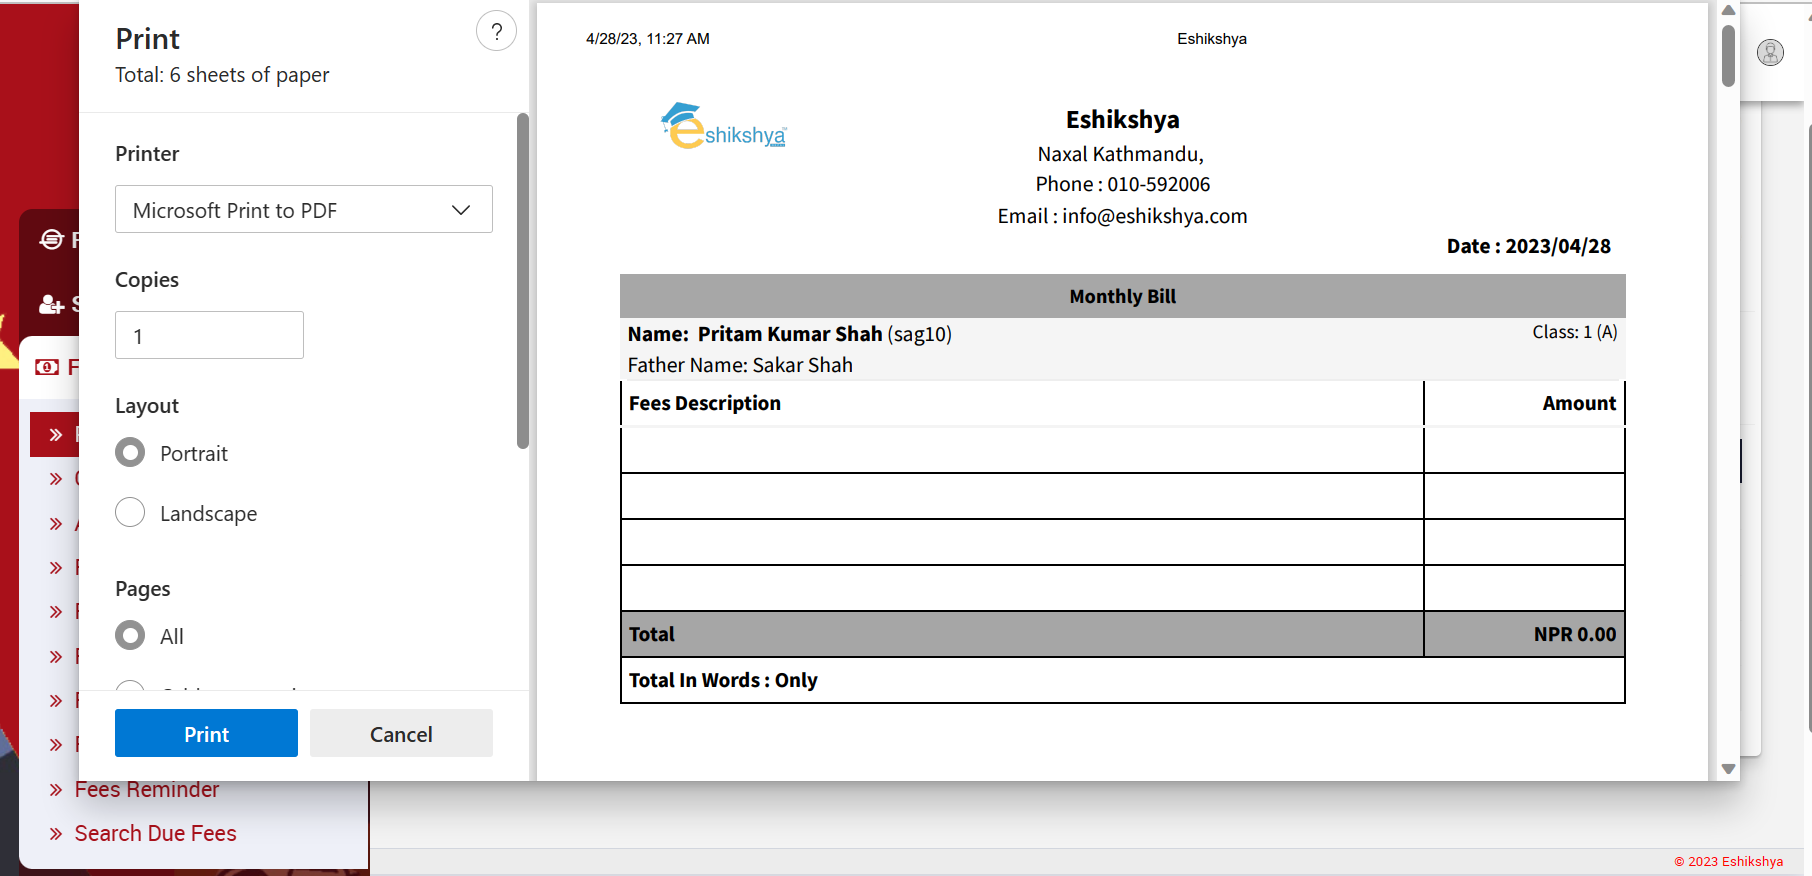 Print
?
Total: 6 sheets of paper
Printer
Microsoft Print to PDF
Copies
1
Layout
Portrait
Landscape
Pages
All
Print
Cancel
4/28/23, 11:27 AM
Eshikshya
eshikshya
Eshikshya
Naxal Kathmandu,
Phone : 010-592006
Email : info@eshikshya.com
Date : 2023/04/28
Monthly Bill
Name: Pritam Kumar Shah (sag10)
Class: 1 (A)
Father Name: Sakar Shah
Fees Description
Amount
Total
NPR 0.00
Total In Words : Only
Fees Reminder
Search Due Fees
© 2023 Eshikshya